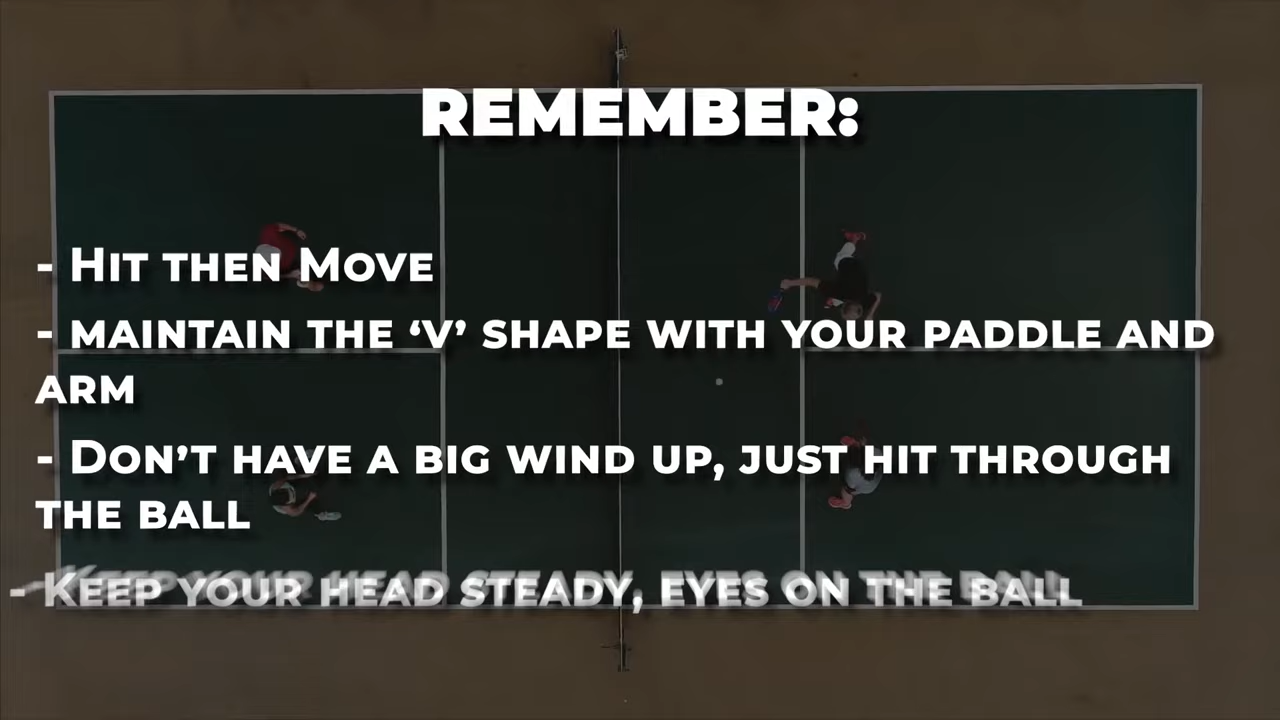 REMEMBER:
- Hit then Move
- maintain the ‘v’ shape with your paddle and
arm
- Don’t have a big wind up, just hit through
the ball
- Keep your head steady, eyes on the ball